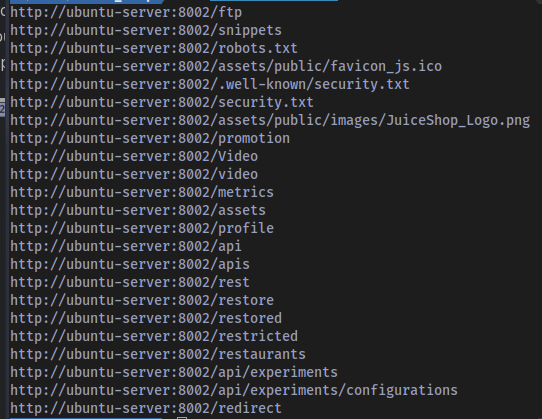 http://ubuntu-server:8002/ftp
http://ubuntu-server:8002/snippets
http://ubuntu-server:8002/robots.txt
http://ubuntu-server:8002/assets/public/favicon_js.ico
http://ubuntu-server:8002/.well-known/security.txt
http://ubuntu-server:8002/security.txt
http://ubuntu-server:8002/assets/public/images/JuiceShop_Logo.png
http://ubuntu-server:8002/promotion
http://ubuntu-server:8002/Video
http://ubuntu-server:8002/video
http://ubuntu-server:8002/metrics
http://ubuntu-server:8002/assets
http://ubuntu-server:8002/profile
http://ubuntu-server:8002/api
http://ubuntu-server:8002/apis
http://ubuntu-server:8002/rest
http://ubuntu-server:8002/restore
http://ubuntu-server:8002/restored
http://ubuntu-server:8002/restricted
http://ubuntu-server:8002/restaurants
http://ubuntu-server:8002/api/experiments
http://ubuntu-server:8002/api/experiments/configurations
http://ubuntu-server:8002/redirect